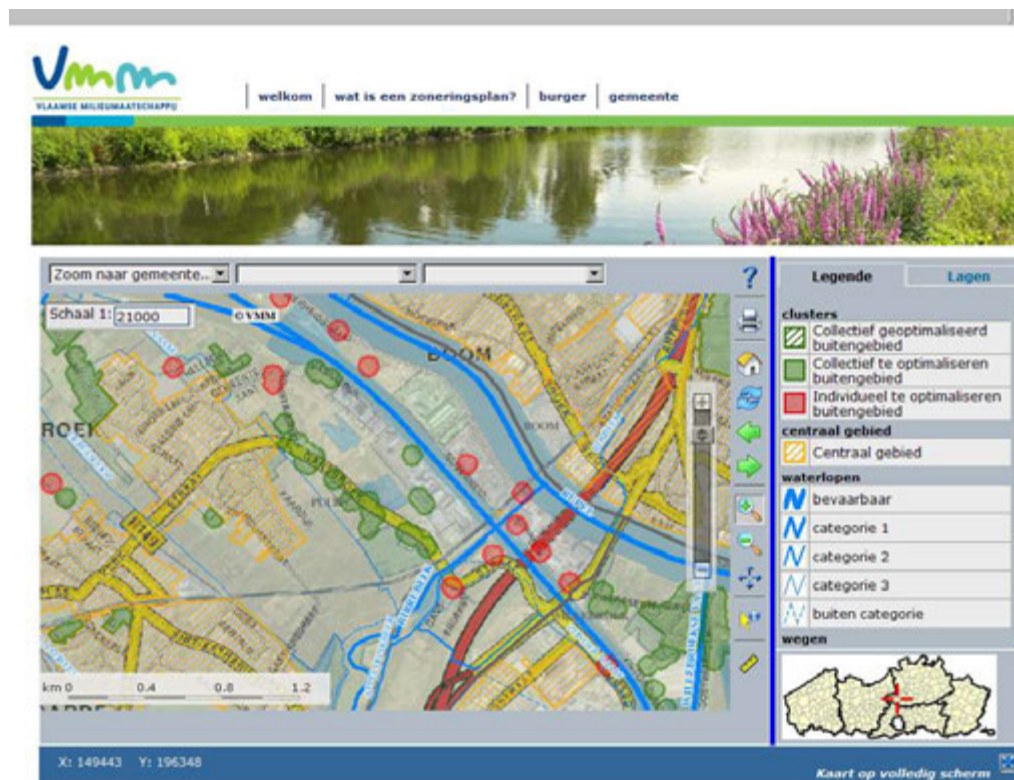 vmm
VLAAMSE MILIEUMAATSCHAPPIJ
welkom
wat is een zoneringsplan?
burger
gemeente
Zoom naar gemeente...
?
Legende
Lagen
Schaal 1: 21000
© VMM
clusters
Collectief geoptimaliseerd
buitengebied
Collectief te optimaliseren
buitengebied
Individueel te optimaliseren
buitengebied
centraal gebied
Centraal gebied
waterlopen
bevaarbaar
categorie 1
categorie 2
categorie 3
buiten categorie
wegen
BOOM
BOOM
RUPEL
N149
km 0 0.4 0.8 1.2
X: 149443 Y: 196348
Kaart op volledig scherm